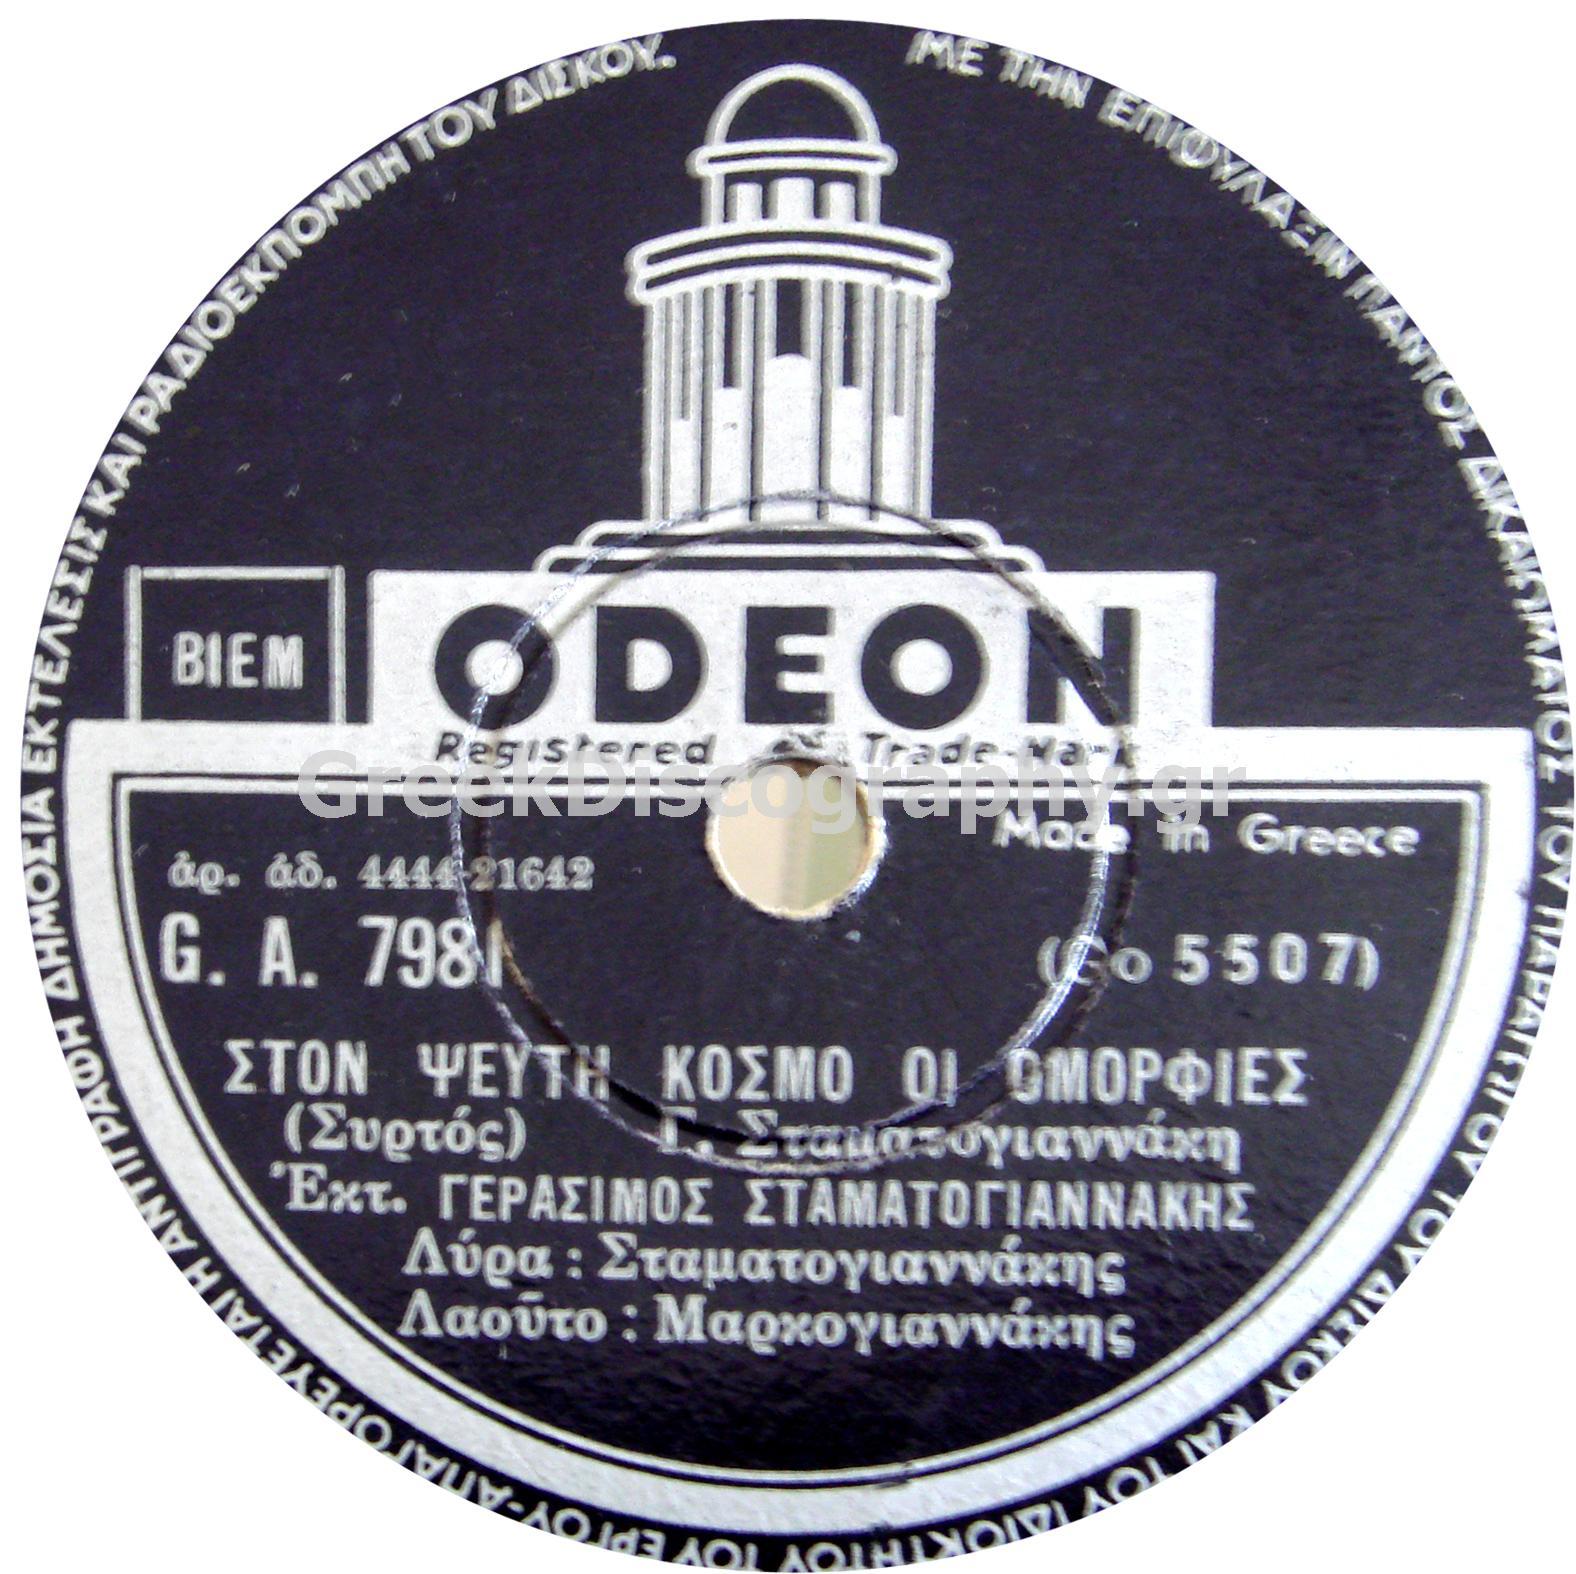 ΜΕ ΤΗΝ ΕΠΙΦΥΛΑΞΙΝ ΠΑΝΤΟΣ ΔΙΚΑΙΩΜΑΤΟΣ ΤΟΥ ΠΑΡΑΓΩΓΟΥ ΤΟΥ ΔΙΣΚΟΥ ΚΑΙ ΤΟΥ ΙΔΙΟΚΤΗΤΟΥ ΤΟΥ ΕΡΓΟΥ-ΑΠΑΓΟΡΕΥΕΤΑΙ Η ΑΝΤΙΓΡΑΦΗ ΔΗΜΟΣΙΑ ΕΚΤΕΛΕΣΙΣ ΚΑΙ ΡΑΔΙΟΕΚΠΟΜΠΗ ΤΟΥ ΔΙΣΚΟΥ.
BIEM
ODEON
Registered Trade-Mark
GreekDiscography.gr
Made in Greece
ἀρ. ἀδ. 4444-21642
G. A. 7981 (Go 5507)
ΣΤΟΝ ΨΕΥΤΗ ΚΟΣΜΟ ΟΙ ΟΜΟΡΦΙΕΣ
(Συρτός) Γ. Σταματογιαννάκη
Ἐκτ. ΓΕΡΑΣΙΜΟΣ ΣΤΑΜΑΤΟΓΙΑΝΝΑΚΗΣ
Λύρα : Σταματογιαννάκης
Λαοῦτο : Μαρκογιαννάκης